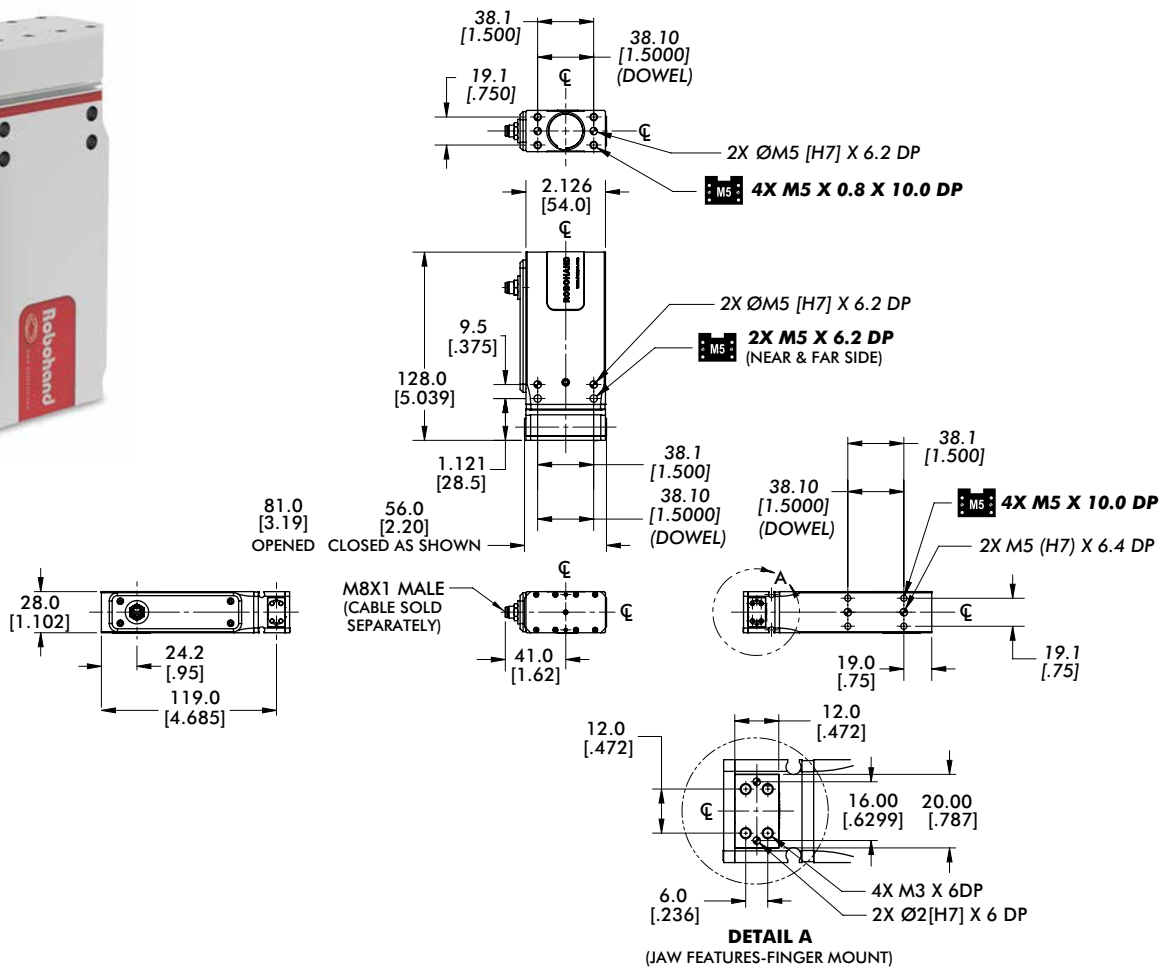 38.1
[1.500]
38.10
[1.5000]
(DOWEL)
19.1
[.750]
℄
℄
2X ØM5 [H7] X 6.2 DP
M5 4X M5 X 0.8 X 10.0 DP
2.126
[54.0]
℄
ROBOHAND
2X ØM5 [H7] X 6.2 DP
9.5
[.375]
M5 2X M5 X 6.2 DP
(NEAR & FAR SIDE)
128.0
[5.039]
1.121
[28.5]
38.1
[1.500]
38.10
[1.5000]
(DOWEL)
81.0
[3.19]
OPENED
56.0
[2.20]
CLOSED AS SHOWN
38.1
[1.500]
38.10
[1.5000]
(DOWEL)
M5 4X M5 X 10.0 DP
2X M5 (H7) X 6.4 DP
28.0
[1.102]
24.2
[.95]
119.0
[4.685]
M8X1 MALE
(CABLE SOLD
SEPARATELY)
℄
℄
41.0
[1.62]
A
℄
19.0
[.75]
19.1
[.75]
12.0
[.472]
12.0
[.472]
℄
16.00
[.6299]
20.00
[.787]
6.0
[.236]
4X M3 X 6DP
2X Ø2[H7] X 6 DP
DETAIL A
(JAW FEATURES-FINGER MOUNT)
Robohand